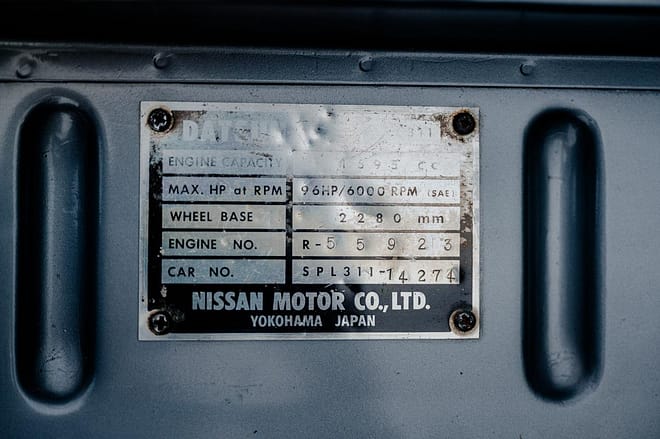 ENGINE CAPACITY 1595 CC
MAX. HP at RPM 96HP/6000 RPM (SAE)
WHEEL BASE 2280 mm
ENGINE NO. R-55923
CAR NO. SPL311-14274
NISSAN MOTOR CO., LTD.
YOKOHAMA JAPAN